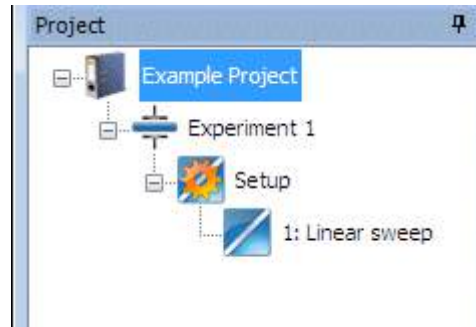 Project
Example Project
Experiment 1
Setup
1: Linear sweep